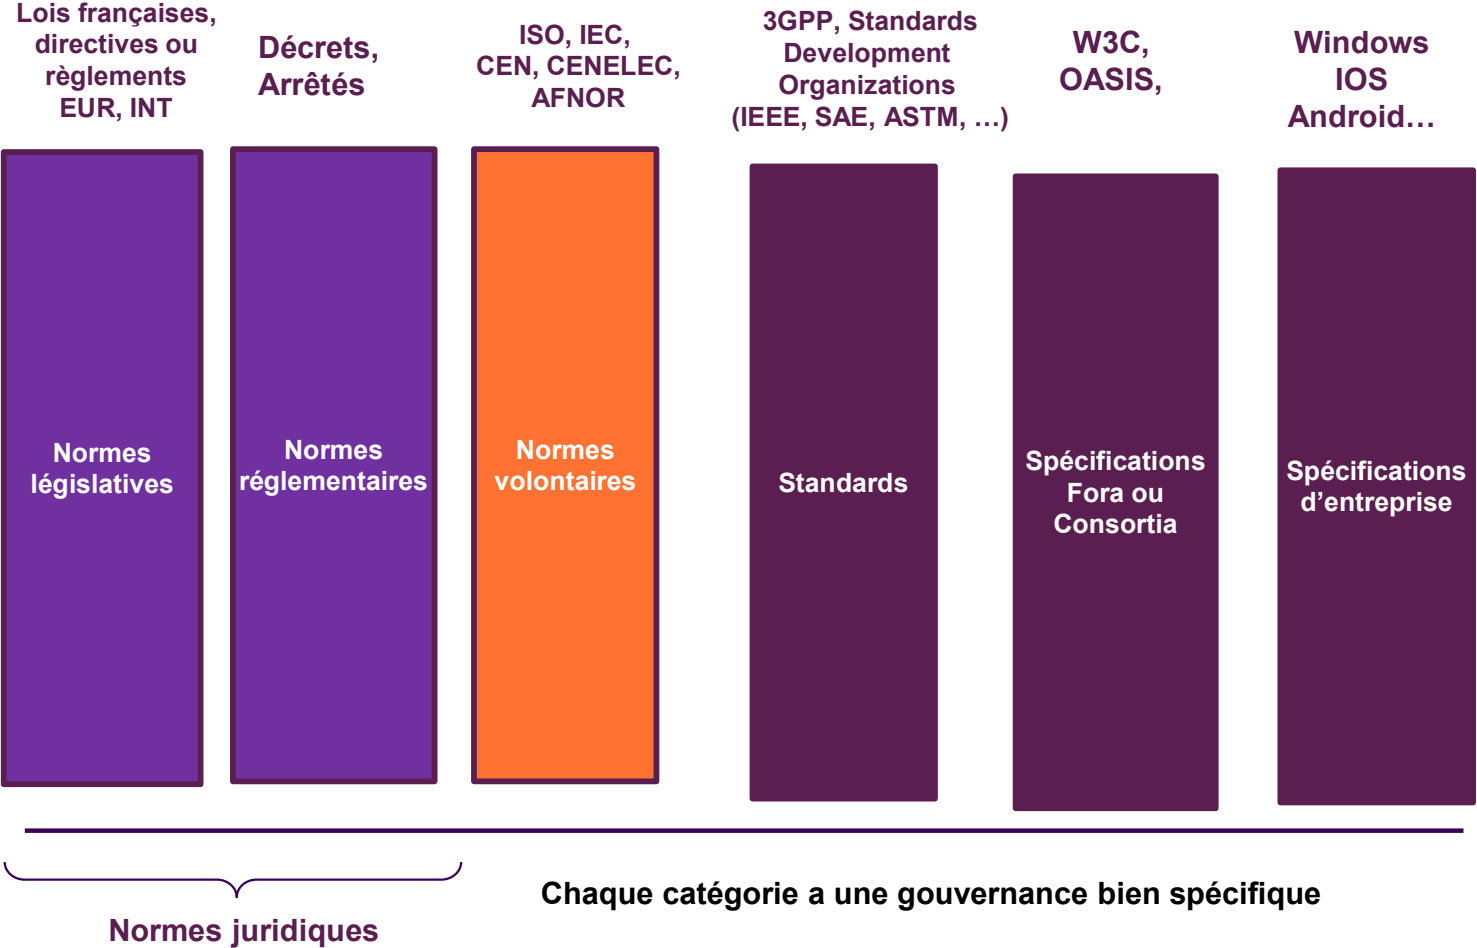 Lois françaises,
directives ou
règlements
EUR, INT
Décrets,
Arrêtés
ISO, IEC,
CEN, CENELEC,
AFNOR
3GPP, Standards
Development
Organizations
(IEEE, SAE, ASTM, …)
W3C,
OASIS,
Windows
IOS
Android…
Normes
législatives
Normes
réglementaires
Normes
volontaires
Standards
Spécifications
Fora ou
Consortia
Spécifications
d’entreprise
Chaque catégorie a une gouvernance bien spécifique
Normes juridiques